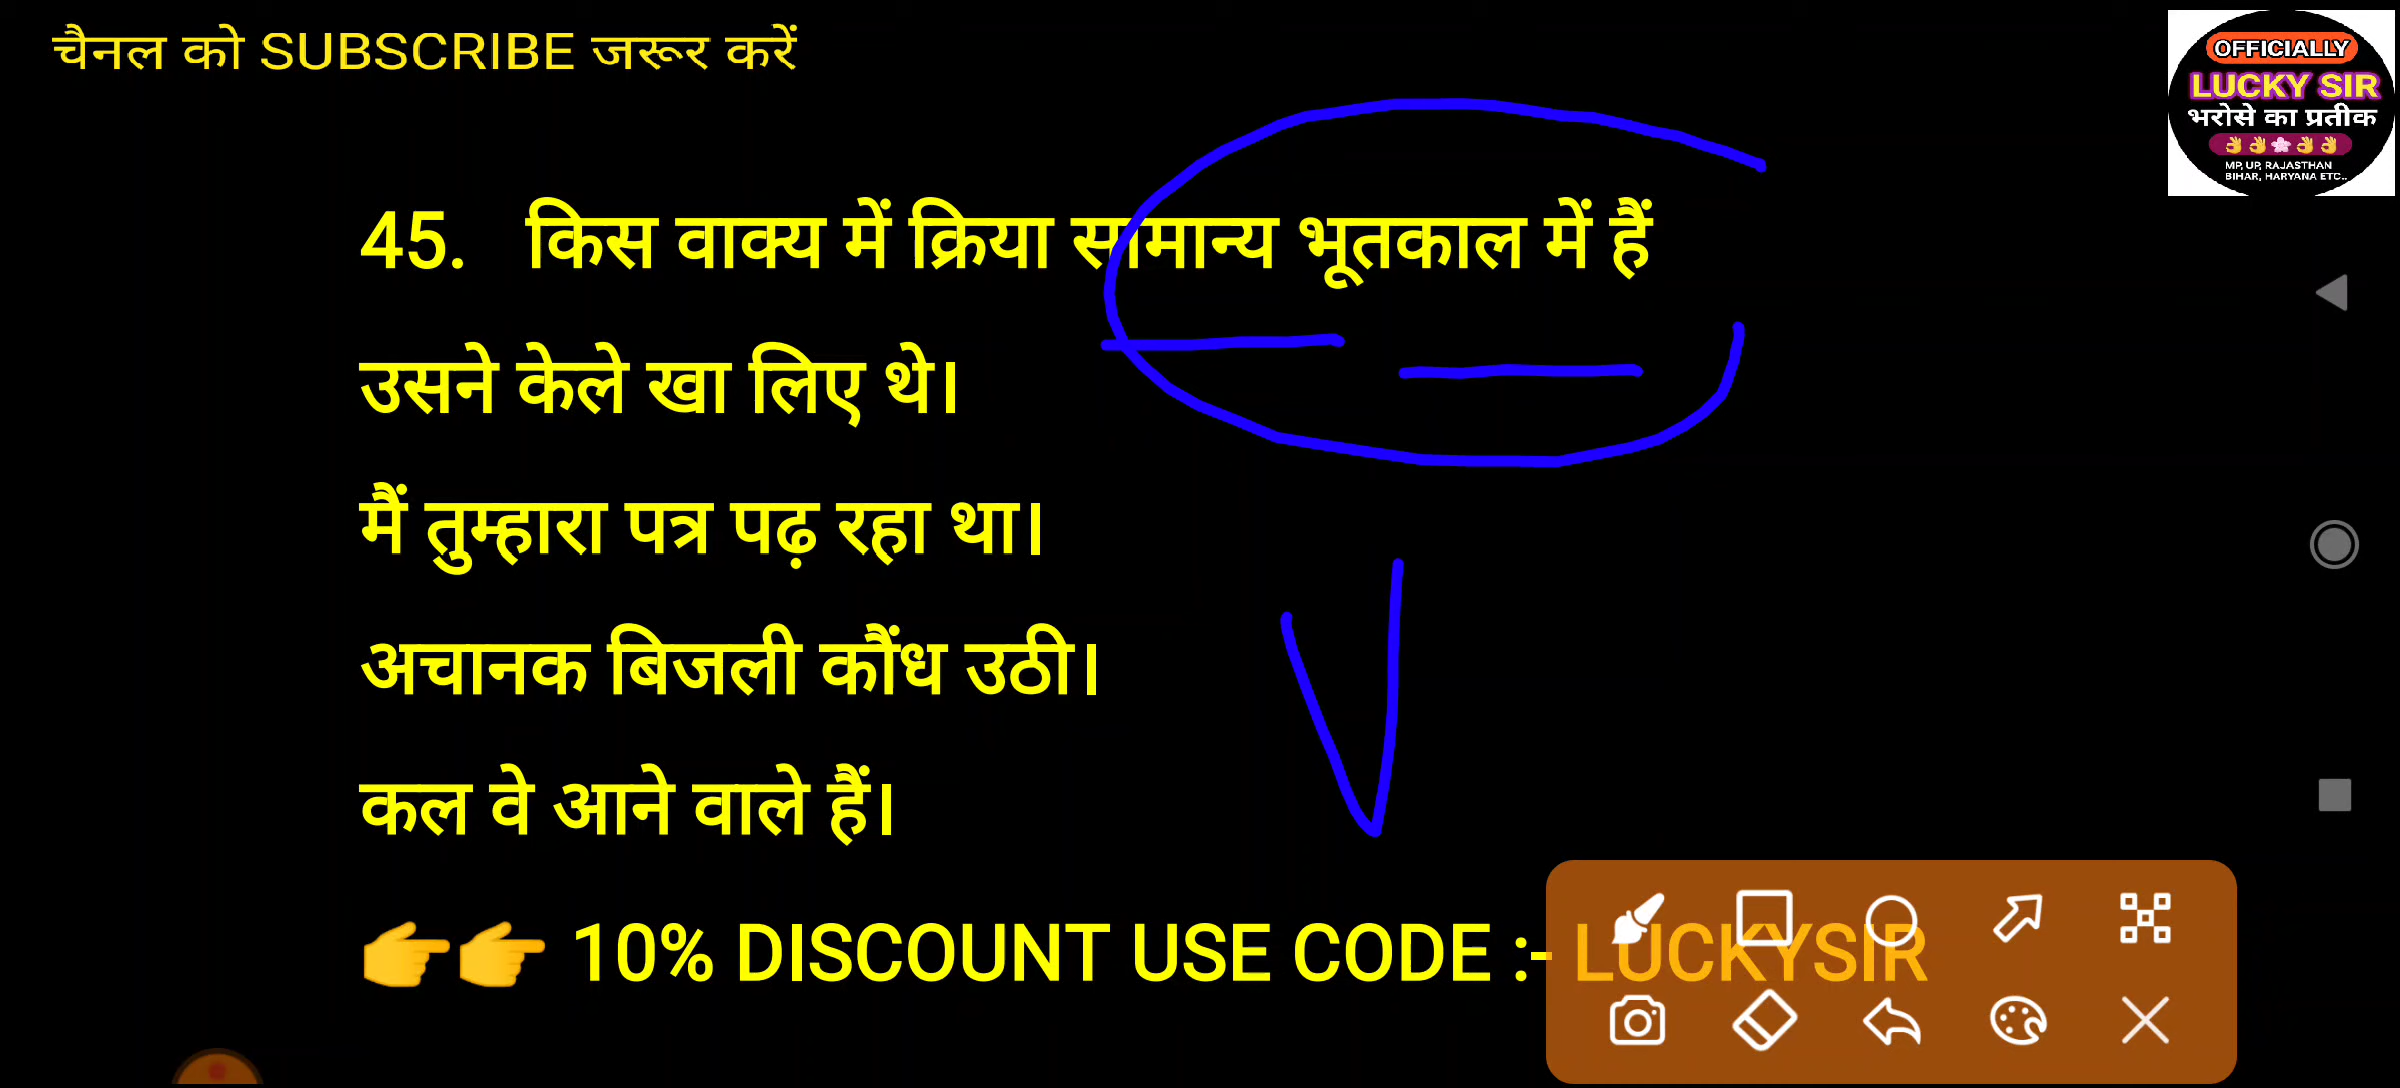 चैनल को SUBSCRIBE जरूर करें
OFFICIALLY
LUCKY SIR
भरोसे का प्रतीक
MP, UP, RAJASTHAN
BIHAR, HARYANA ETC..
45. किस वाक्य में क्रिया सामान्य भूतकाल में हैं
उसने केले खा लिए थे।
मैं तुम्हारा पत्र पढ़ रहा था।
अचानक बिजली कौंध उठी।
कल वे आने वाले हैं।
👉👉 10% DISCOUNT USE CODE :- LUCKYSIR